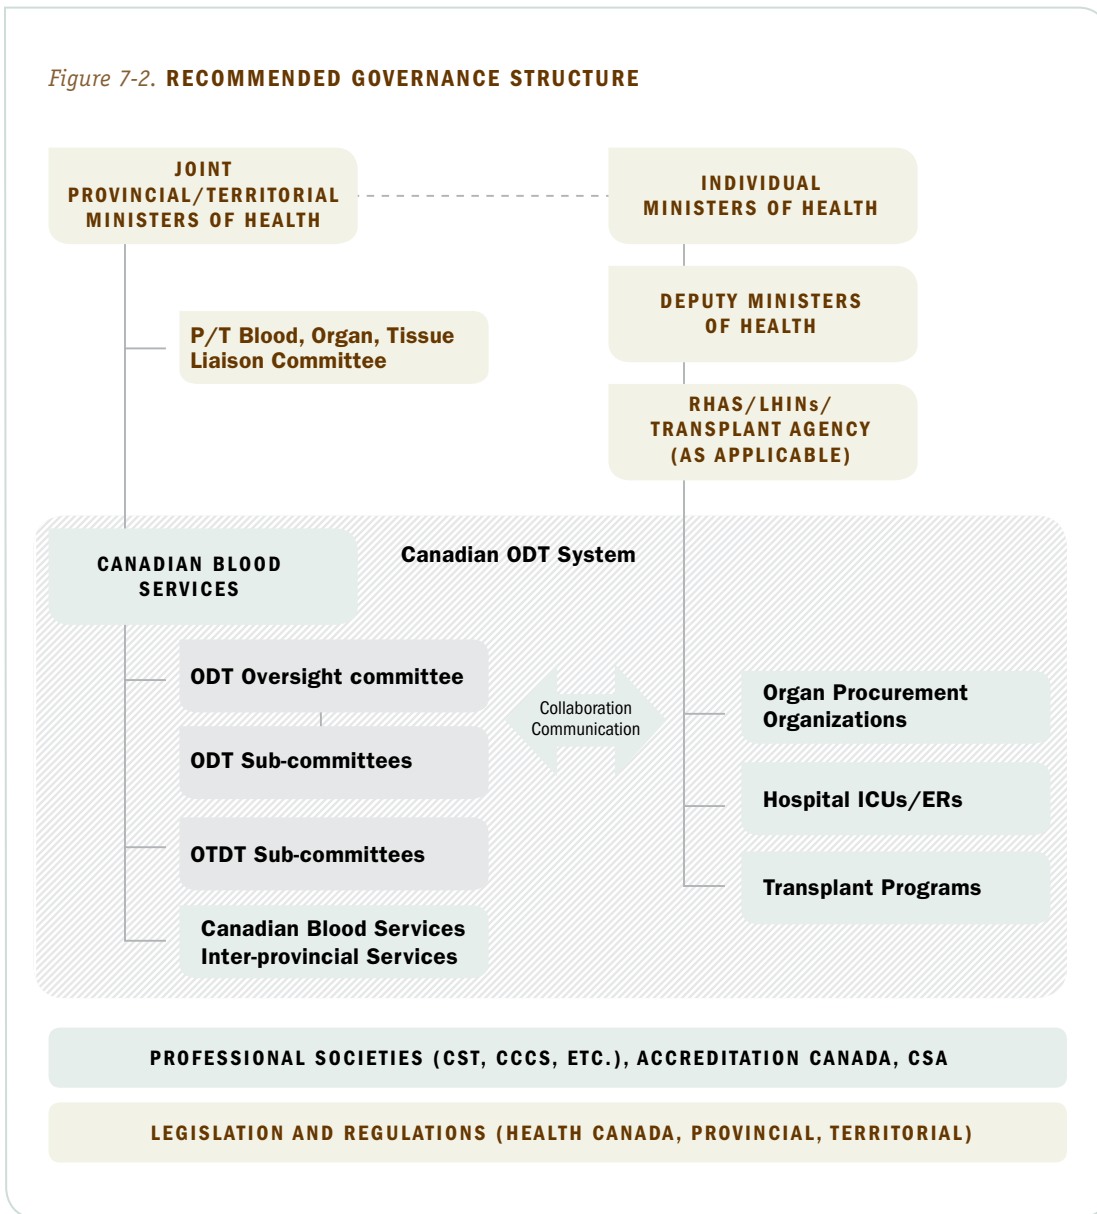 Figure 7-2. RECOMMENDED GOVERNANCE STRUCTURE
JOINT
PROVINCIAL/TERRITORIAL
MINISTERS OF HEALTH
INDIVIDUAL
MINISTERS OF HEALTH
DEPUTY MINISTERS
OF HEALTH
P/T Blood, Organ, Tissue
Liaison Committee
RHAS/LHINs/
TRANSPLANT AGENCY
(AS APPLICABLE)
Canadian ODT System
CANADIAN BLOOD
SERVICES
ODT Oversight committee
ODT Sub-committees
OTDT Sub-committees
Canadian Blood Services
Inter-provincial Services
Collaboration
Communication
Organ Procurement
Organizations
Hospital ICUs/ERs
Transplant Programs
PROFESSIONAL SOCIETIES (CST, CCCS, ETC.), ACCREDITATION CANADA, CSA
LEGISLATION AND REGULATIONS (HEALTH CANADA, PROVINCIAL, TERRITORIAL)